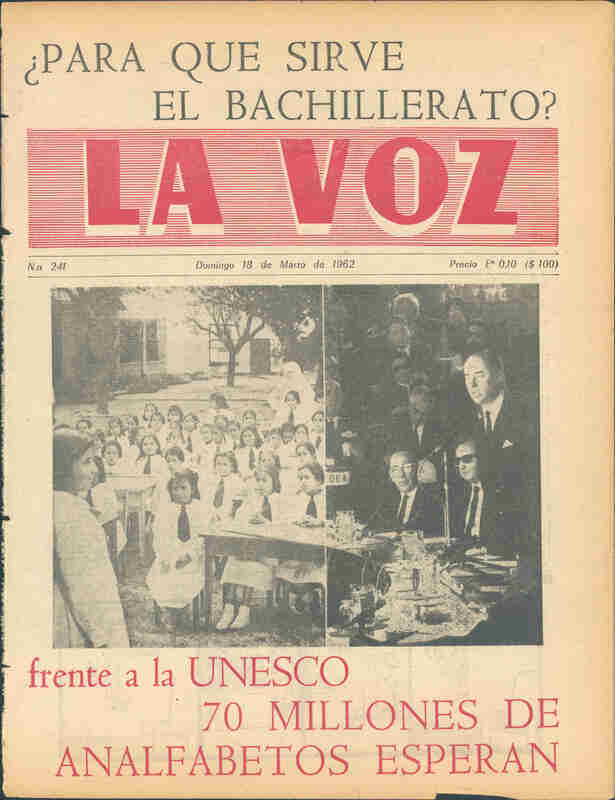 ¿PARA QUE SIRVE
EL BACHILLERATO?
LA VOZ
N.o 241 Domingo 18 de Marzo de 1962 Precio Eº 0,10 ($ 100)
OEA
frente a la UNESCO
70 MILLONES DE
ANALFABETOS ESPERAN